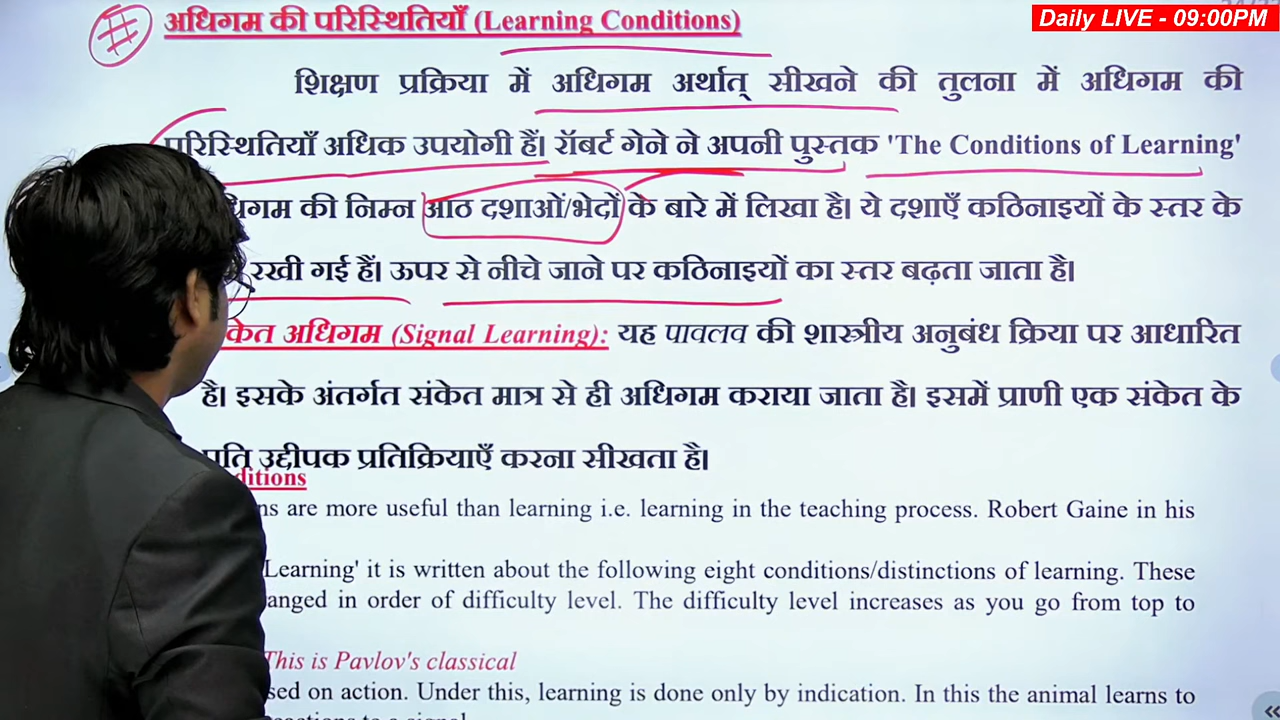 Daily LIVE - 09:00PM
अधिगम की परिस्थितियाँ (Learning Conditions)
शिक्षण प्रक्रिया में अधिगम अर्थात् सीखने की तुलना में अधिगम की
परिस्थितियाँ अधिक उपयोगी हैं। रॉबर्ट गेने ने अपनी पुस्तक 'The Conditions of Learning'
की निम्न आठ दशाओं/भेदों के बारे में लिखा है। ये दशाएँ कठिनाइयों के स्तर के
रखी गई हैं। ऊपर से नीचे जाने पर कठिनाइयों का स्तर बढ़ता जाता है।
अधिगम (Signal Learning): यह पावलव की शास्त्रीय अनुबंध क्रिया पर आधारित
है। इसके अंतर्गत संकेत मात्र से ही अधिगम कराया जाता है। इसमें प्राणी एक संकेत के
प्रति उद्दीपक प्रतिक्रियाएँ करना सीखता है।
are more useful than learning i.e. learning in the teaching process. Robert Gaine in his
Learning' it is written about the following eight conditions/distinctions of learning. These
in order of difficulty level. The difficulty level increases as you go from top to
This is Pavlov's classical
on action. Under this, learning is done only by indication. In this the animal learns to